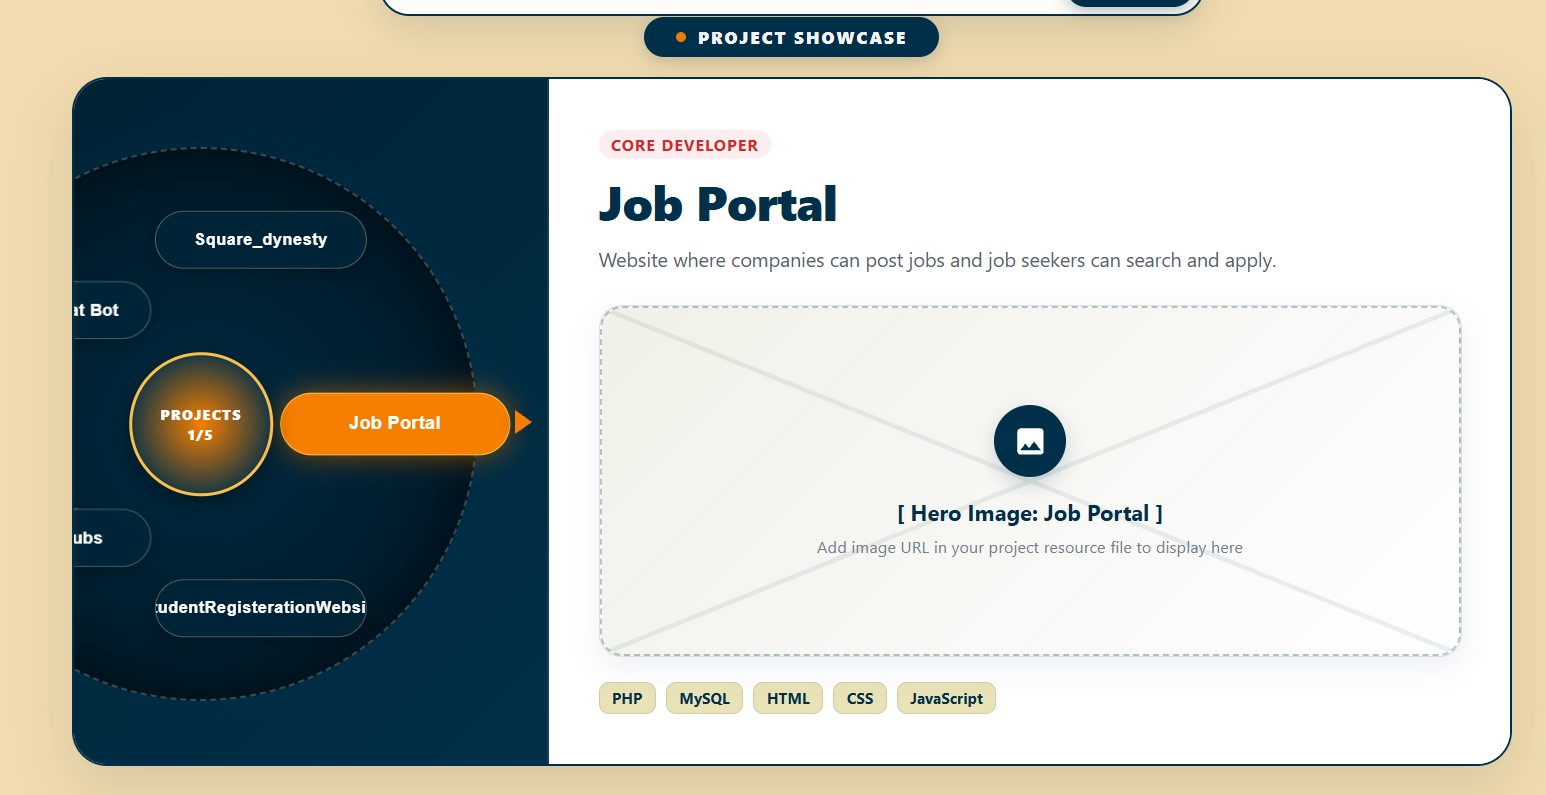 PROJECT SHOWCASE
Square_dynesty
at Bot
PROJECTS
1/5
Job Portal
ubs
tudentRegisterationWebsi
CORE DEVELOPER
Job Portal
Website where companies can post jobs and job seekers can search and apply.
[ Hero Image: Job Portal ]
Add image URL in your project resource file to display here
PHP MySQL HTML CSS JavaScript